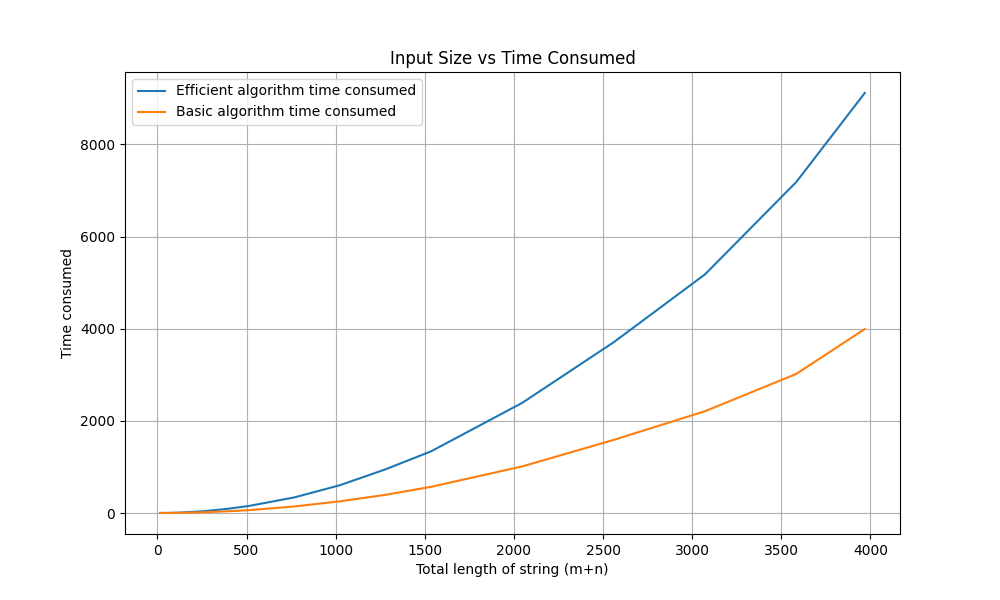 Input Size vs Time Consumed
Efficient algorithm time consumed
Basic algorithm time consumed
8000
6000
4000
2000
0
Time consumed
0 500 1000 1500 2000 2500 3000 3500 4000
Total length of string (m+n)